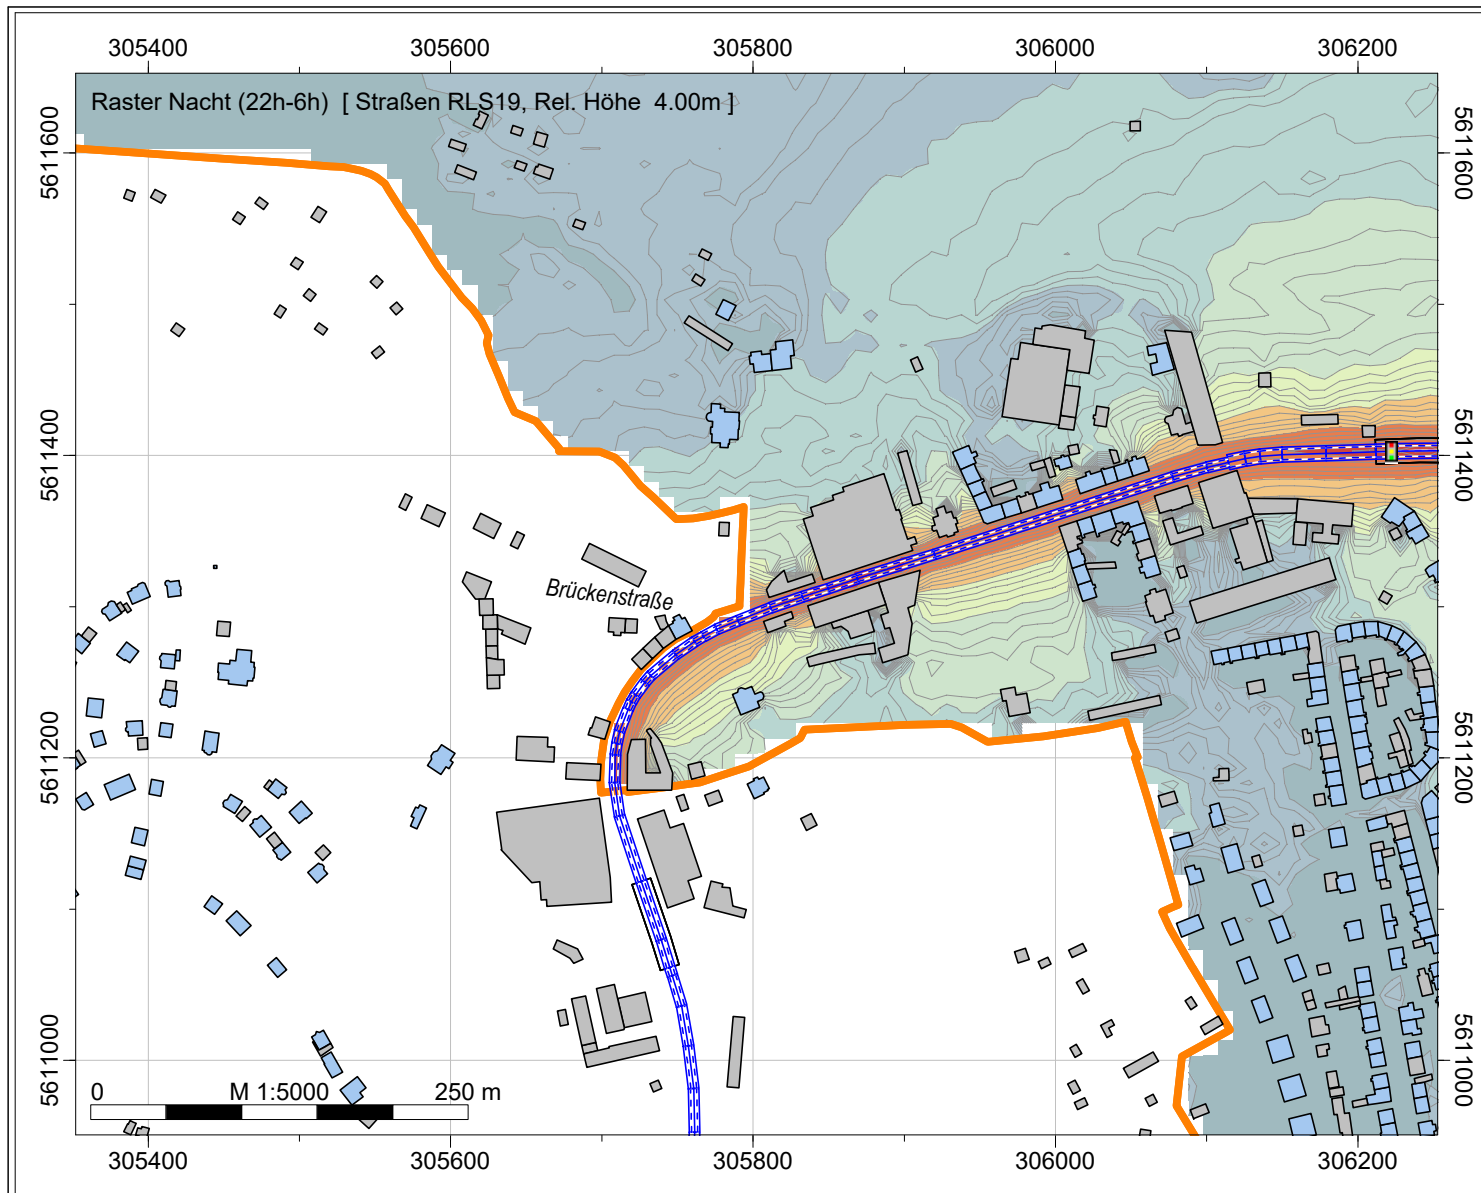 305400 305600 305800 306000 306200
Raster Nacht (22h-6h) [ Straßen RLS19, Rel. Höhe 4.00m ]
5611600 5611600
5611400 5611400
Brückenstraße
5611200 5611200
5611000 5611000
0 M 1:5000 250 m
305400 305600 305800 306000 306200